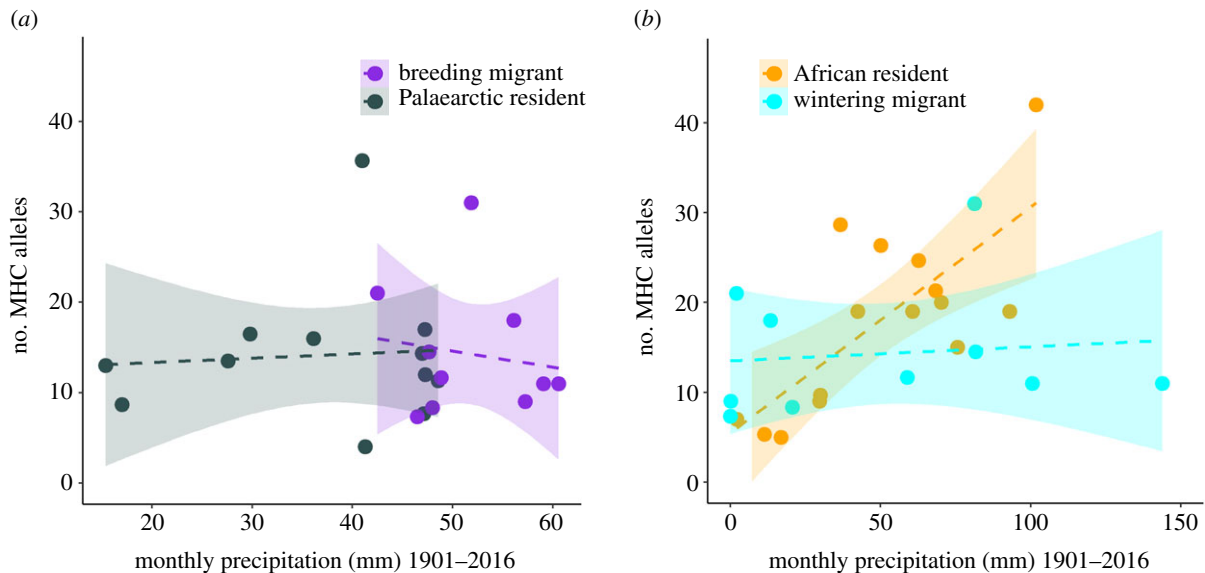 (a)
breeding migrant
Palaearctic resident
no. MHC alleles
40
30
20
10
0
20 30 40 50 60
monthly precipitation (mm) 1901–2016
(b)
African resident
wintering migrant
no. MHC alleles
40
30
20
10
0
0 50 100 150
monthly precipitation (mm) 1901–2016